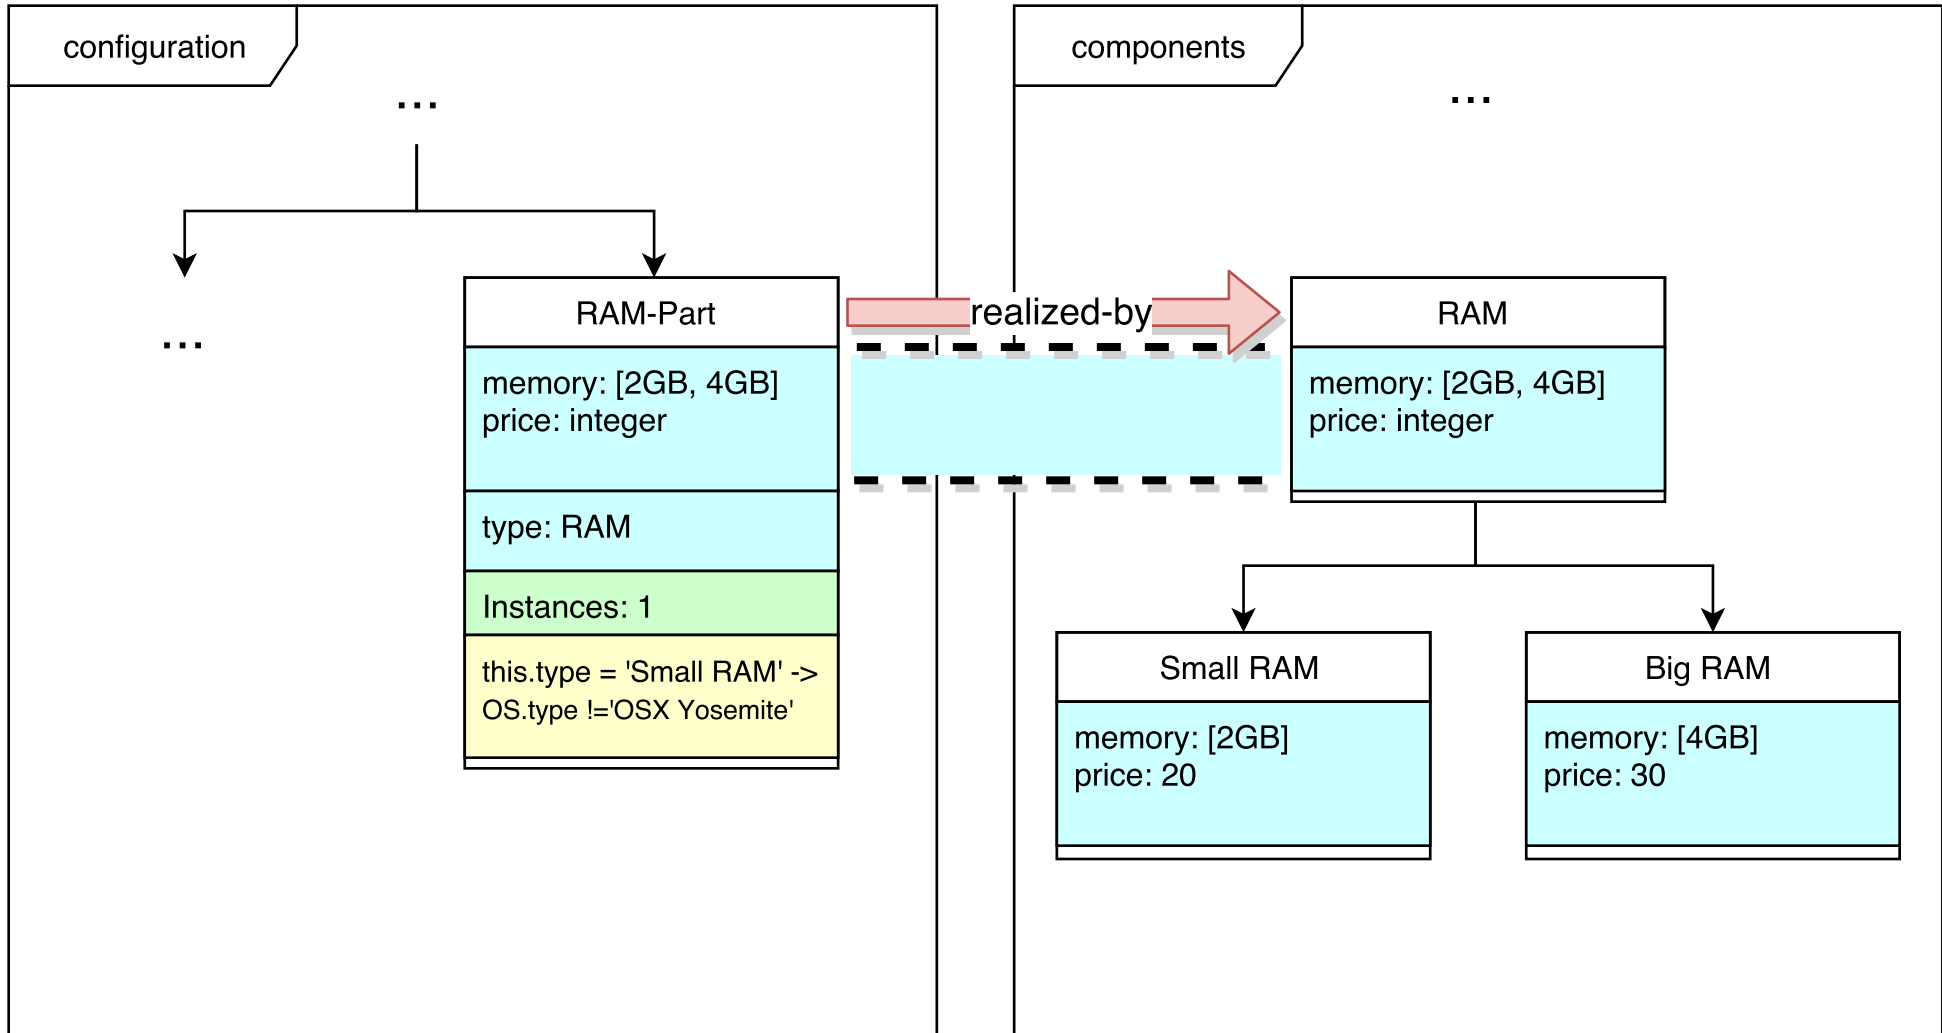 configuration
...
...
RAM-Part
memory: [2GB, 4GB]
price: integer
type: RAM
Instances: 1
this.type = 'Small RAM' ->
OS.type !='OSX Yosemite'
realized-by
components
...
RAM
memory: [2GB, 4GB]
price: integer
Small RAM
memory: [2GB]
price: 20
Big RAM
memory: [4GB]
price: 30